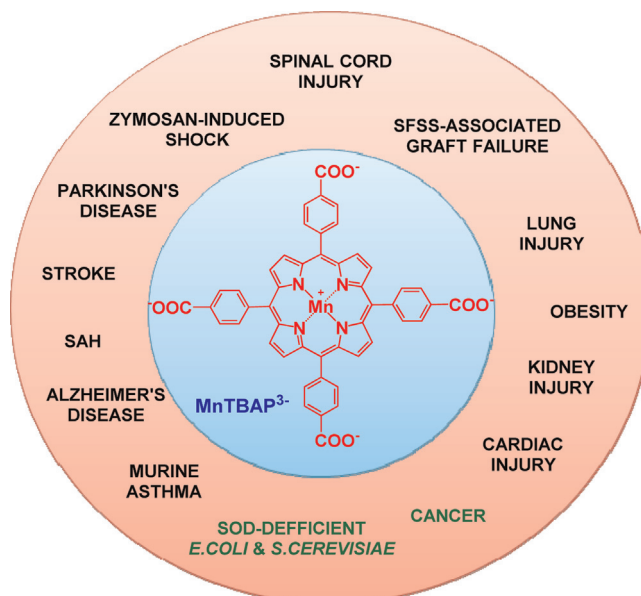 SPINAL CORD
INJURY
ZYMOSAN-INDUCED
SHOCK
SFSS-ASSOCIATED
GRAFT FAILURE
PARKINSON'S
DISEASE
LUNG
INJURY
STROKE
OBESITY
SAH
KIDNEY
INJURY
ALZHEIMER'S
DISEASE
CARDIAC
INJURY
MURINE
ASTHMA
CANCER
SOD-DEFFICIENT
E.COLI & S.CEREVISIAE
COO⁻
⁻OOC
COO⁻
N
N
+
Mn
N
N
COO⁻
MnTBAP³⁻